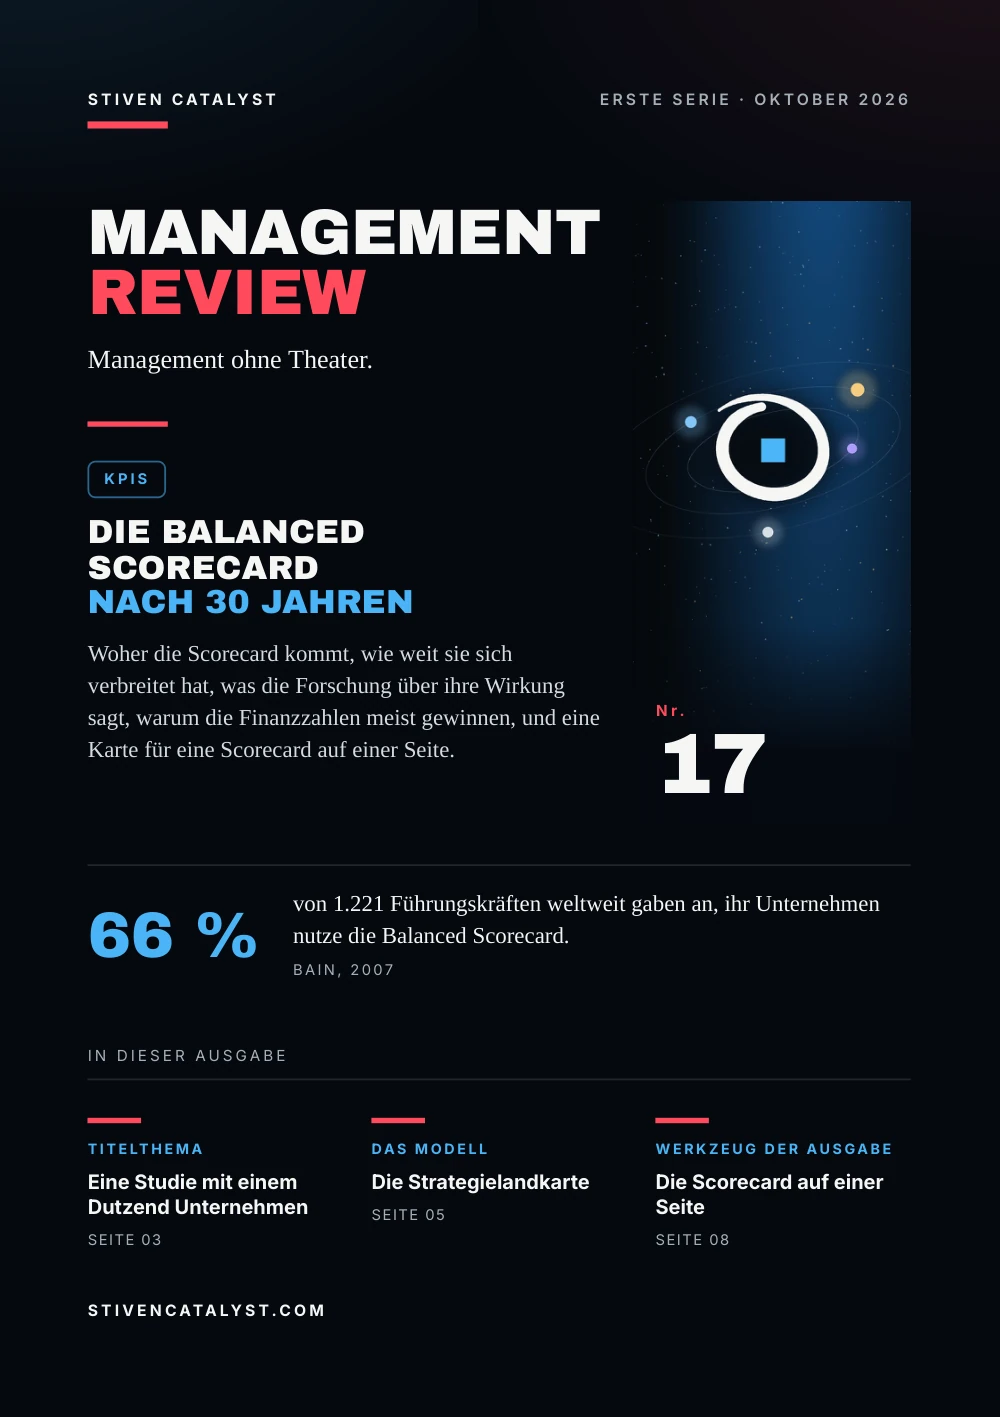 STIVEN CATALYST
ERSTE SERIE · OKTOBER 2026
MANAGEMENT
REVIEW
Management ohne Theater.
KPIS
DIE BALANCED
SCORECARD
NACH 30 JAHREN
Woher die Scorecard kommt, wie weit sie sich
verbreitet hat, was die Forschung über ihre Wirkung
sagt, warum die Finanzzahlen meist gewinnen, und eine
Karte für eine Scorecard auf einer Seite.
Nr.
17
66 %
von 1.221 Führungskräften weltweit gaben an, ihr Unternehmen
nutze die Balanced Scorecard.
BAIN, 2007
IN DIESER AUSGABE
TITELTHEMA
Eine Studie mit einem
Dutzend Unternehmen
SEITE 03
DAS MODELL
Die Strategielandkarte
SEITE 05
WERKZEUG DER AUSGABE
Die Scorecard auf einer
Seite
SEITE 08
STIVENCATALYST.COM